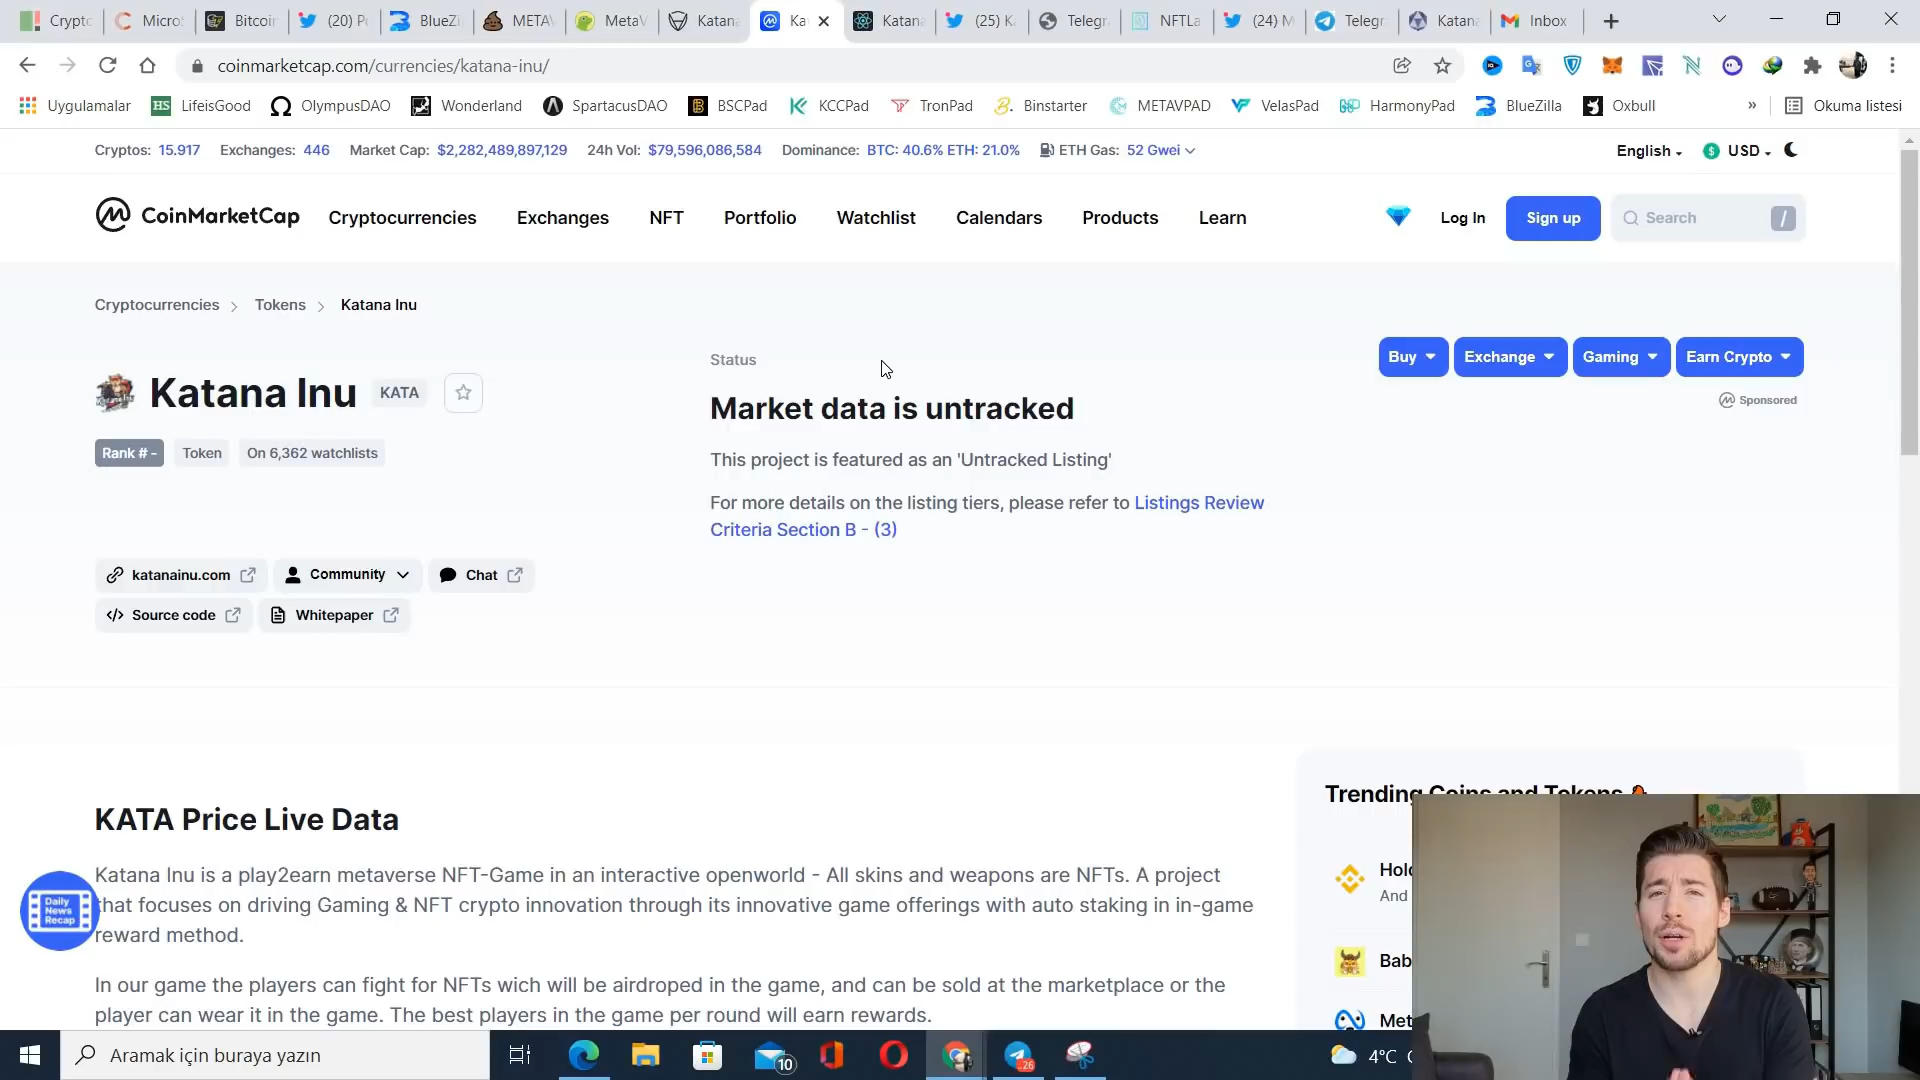 Crypto
Micro
Bitcoin
(20) P
BlueZi
META
MetaV
Katana
Ka
Katana
(25) K
Telegr
NFTLa
(24) M
Telegr
Katana
Inbox
coinmarketcap.com/currencies/katana-inu/
Uygulamalar
HS LifeisGood
OlympusDAO
Wonderland
SpartacusDAO
BSCPad
KCCPad
TronPad
Binstarter
METAVPAD
VelasPad
HarmonyPad
BlueZilla
Oxbull
»
Okuma listesi
Cryptos: 15.917 Exchanges: 446 Market Cap: $2,282,489,897,129 24h Vol: $79,596,086,584 Dominance: BTC: 40.6% ETH: 21.0% ETH Gas: 52 Gwei
English
$ USD
CoinMarketCap
Cryptocurrencies Exchanges NFT Portfolio Watchlist Calendars Products Learn
Log In
Sign up
Search /
Cryptocurrencies > Tokens > Katana Inu
Katana Inu KATA
Rank # - Token On 6,362 watchlists
Status
Market data is untracked
This project is featured as an 'Untracked Listing'
For more details on the listing tiers, please refer to Listings Review
Criteria Section B - (3)
Buy Exchange Gaming Earn Crypto
Sponsored
katanainu.com Community Chat
</> Source code Whitepaper
KATA Price Live Data
Katana Inu is a play2earn metaverse NFT-Game in an interactive openworld - All skins and weapons are NFTs. A project
that focuses on driving Gaming & NFT crypto innovation through its innovative game offerings with auto staking in in-game
reward method.
In our game the players can fight for NFTs wich will be airdroped in the game, and can be sold at the marketplace or the
player can wear it in the game. The best players in the game per round will earn rewards.
Daily
News
Recap
Trending Coins and Tokens
Holo
And
Bab
Met
Aramak için buraya yazın
10
26
4°C